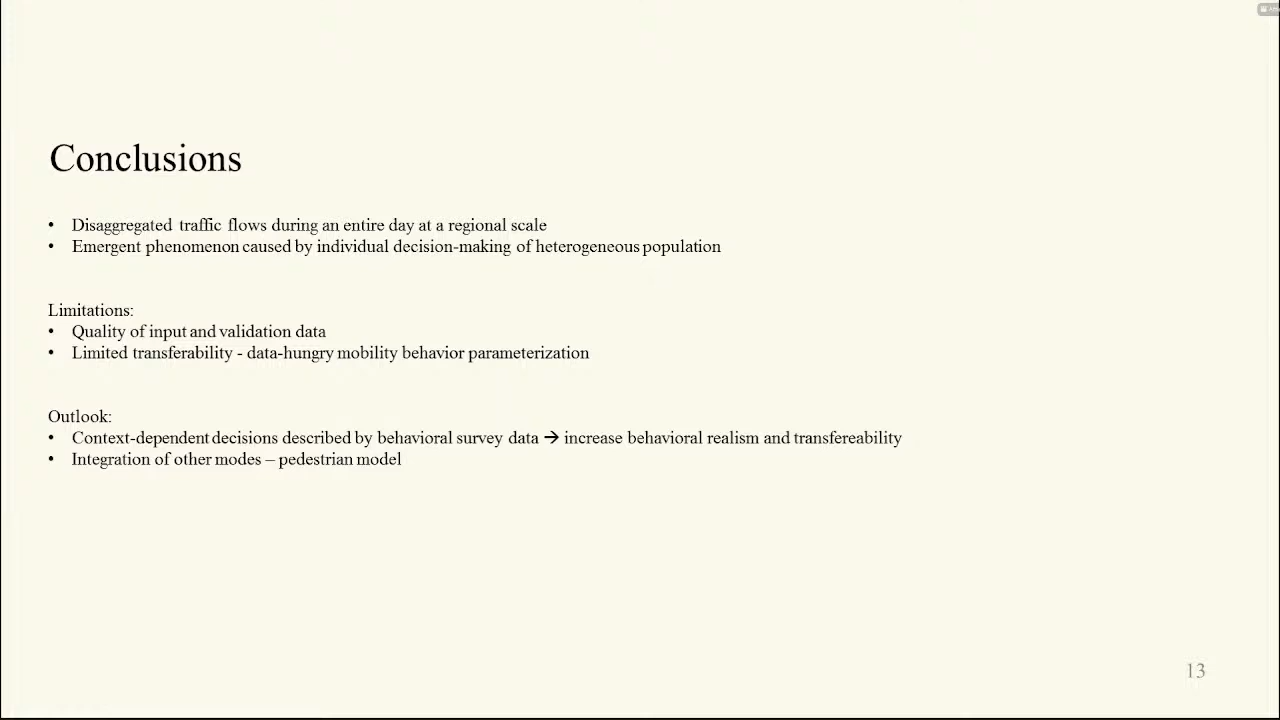 Conclusions
• Disaggregated traffic flows during an entire day at a regional scale
• Emergent phenomenon caused by individual decision-making of heterogeneous population
Limitations:
• Quality of input and validation data
• Limited transferability - data-hungry mobility behavior parameterization
Outlook:
• Context-dependent decisions described by behavioral survey data → increase behavioral realism and transfereability
• Integration of other modes – pedestrian model
13